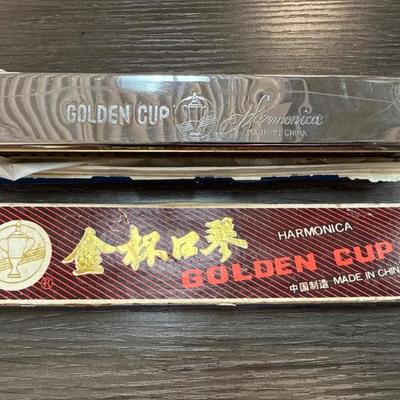 GOLDEN CUP Harmonica
MADE IN CHINA
金杯口琴
HARMONICA
GOLDEN CUP
中国制造 MADE IN CHIN